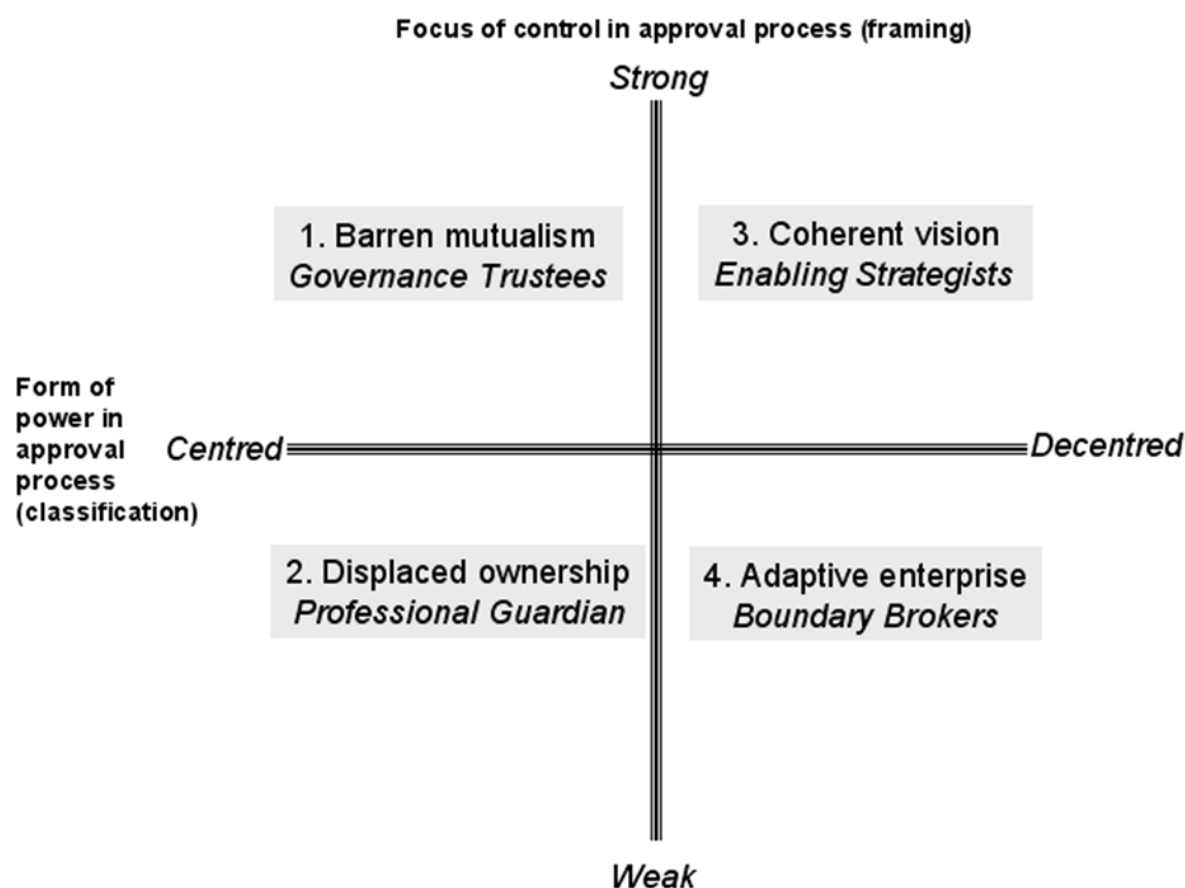 Focus of control in approval process (framing)
Strong
1. Barren mutualism
Governance Trustees
3. Coherent vision
Enabling Strategists
Form of
power in
approval
process
(classification)
Centred
Decentred
2. Displaced ownership
Professional Guardian
4. Adaptive enterprise
Boundary Brokers
Weak